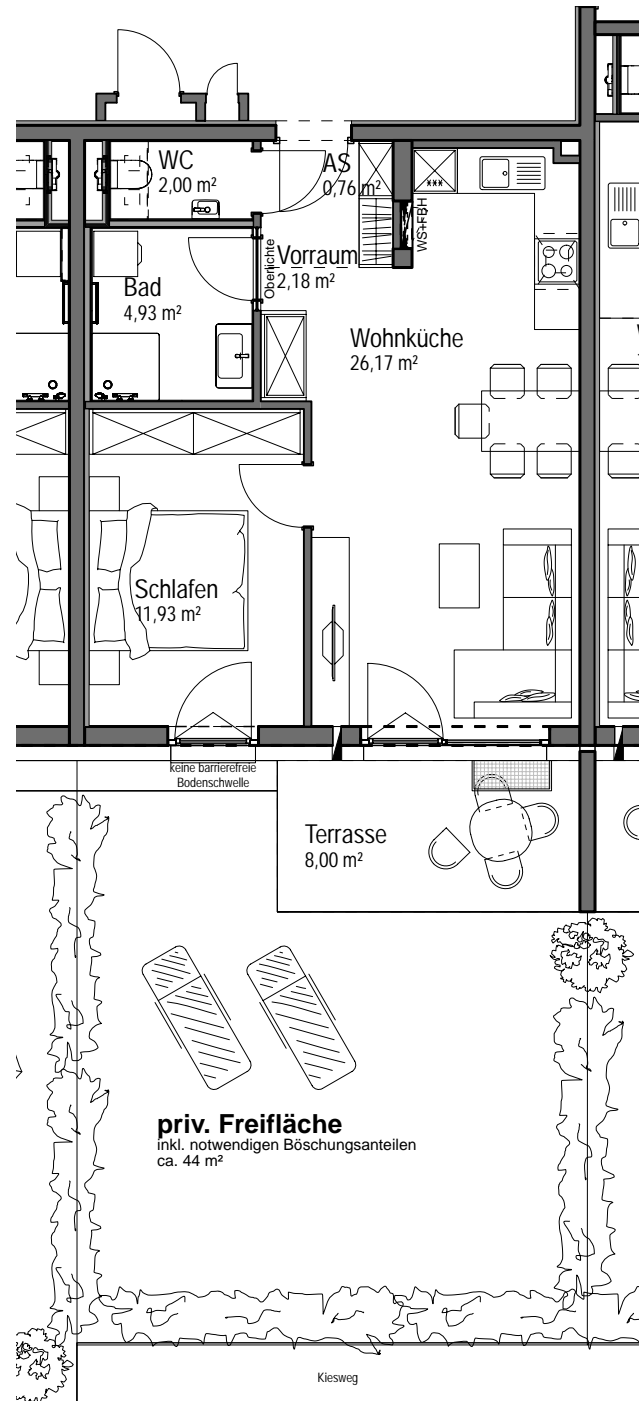 WC
2,00 m²
AS
0,76 m²
WS+FBH
Oberlichte
Vorraum
2,18 m²
Bad
4,93 m²
Wohnküche
26,17 m²
Schlafen
11,93 m²
keine barrierefreie
Bodenschwelle
Terrasse
8,00 m²
priv. Freifläche
inkl. notwendigen Böschungsanteilen
ca. 44 m²
Kiesweg